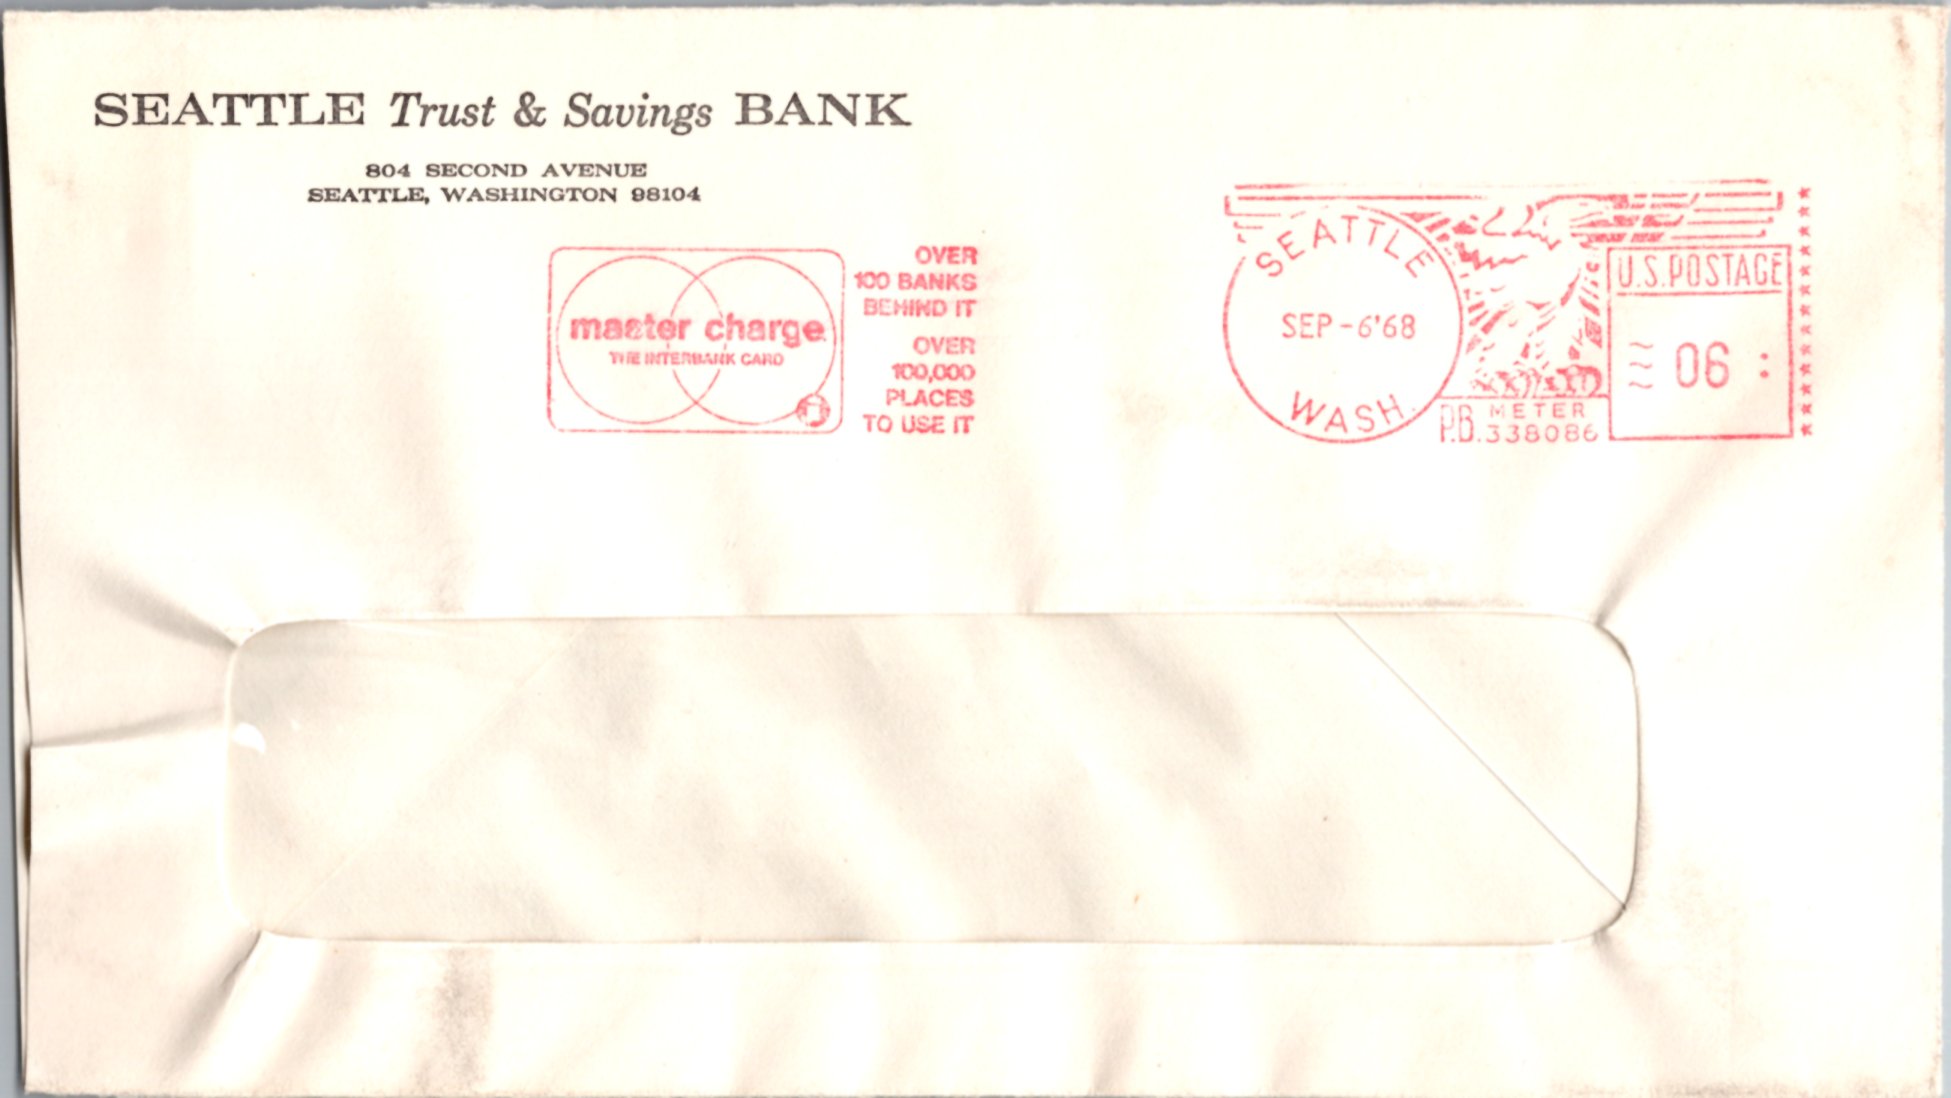 SEATTLE Trust & Savings BANK
804 SECOND AVENUE
SEATTLE, WASHINGTON 98104
master charge
THE INTERBANK CARD
OVER
100 BANKS
BEHIND IT
OVER
100,000
PLACES
TO USE IT
SEATTLE
SEP-6'68
WASH.
P.B. METER
338086
U.S.POSTAGE
06